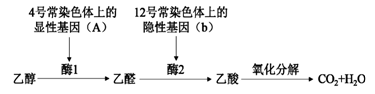 4号常染色体上的 12号常染色体上的
显性基因（A） 隐性基因（b）
酶1 酶2 氧化分解
乙醇 乙醛 乙酸 CO₂+H₂O